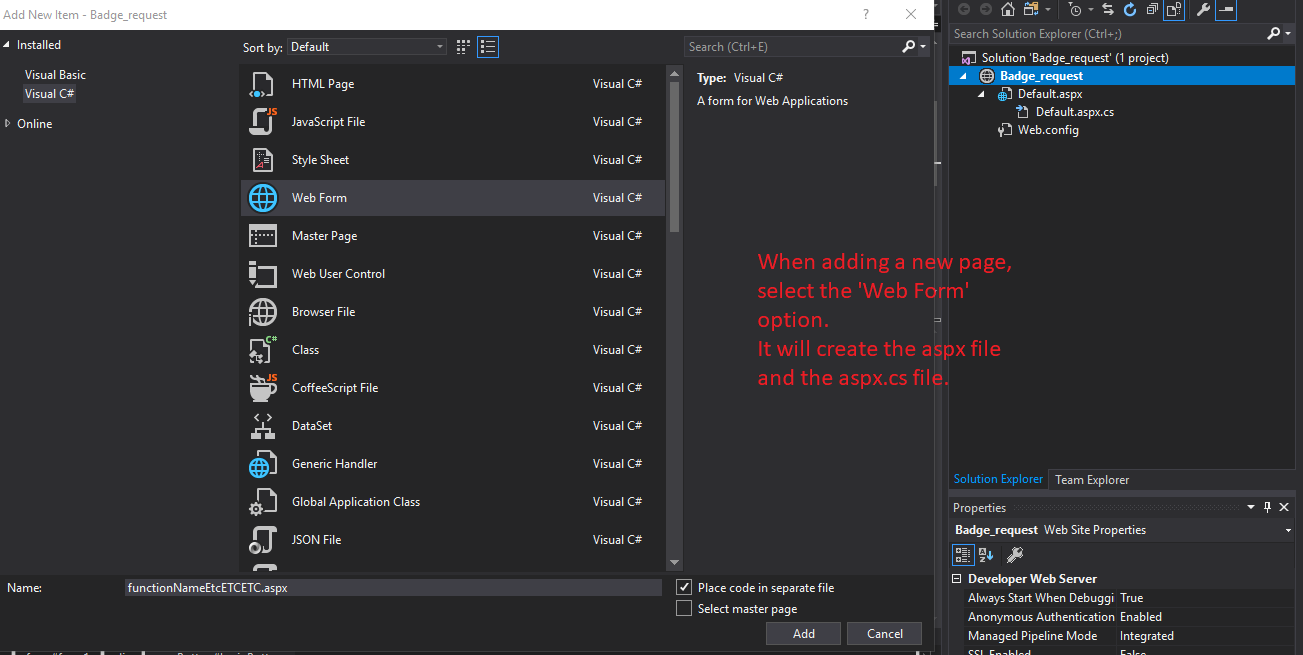 Add New Item - Badge_request
?
Installed
Visual Basic
Visual C#
Online
Sort by: Default
Search (Ctrl+E)
HTML Page Visual C#
JavaScript File Visual C#
Style Sheet Visual C#
Web Form Visual C#
Master Page Visual C#
Web User Control Visual C#
Browser File Visual C#
Class Visual C#
CoffeeScript File Visual C#
DataSet Visual C#
Generic Handler Visual C#
Global Application Class Visual C#
JSON File Visual C#
Type: Visual C#
A form for Web Applications
When adding a new page,
select the 'Web Form'
option.
It will create the aspx file
and the aspx.cs file.
Name: functionNameEtcETCETC.aspx
Place code in separate file
Select master page
Add Cancel
Search Solution Explorer (Ctrl+;)
Solution 'Badge_request' (1 project)
Badge_request
Default.aspx
Default.aspx.cs
Web.config
Solution Explorer Team Explorer
Properties
Badge_request Web Site Properties
Developer Web Server
Always Start When Debuggi True
Anonymous Authentication Enabled
Managed Pipeline Mode Integrated
SSL Enabled False